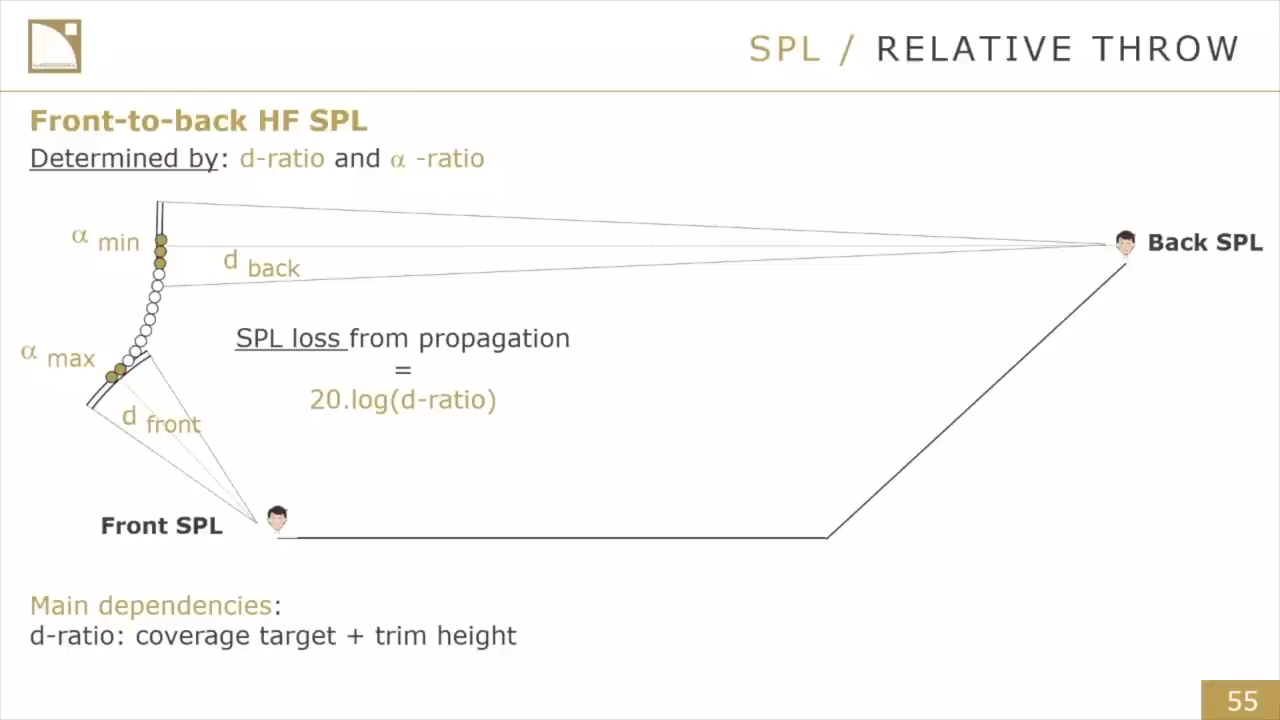 SPL / RELATIVE THROW
Front-to-back HF SPL
Determined by: d-ratio and α -ratio
α min
d back
Back SPL
SPL loss from propagation
=
20.log(d-ratio)
α max
d front
Front SPL
Main dependencies:
d-ratio: coverage target + trim height
55